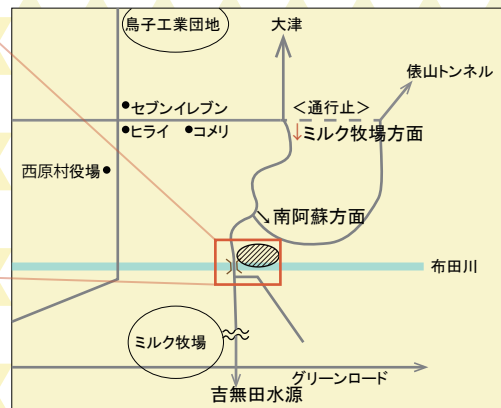 鳥子工業団地
大津
俵山トンネル
●セブンイレブン
＜通行止＞
●ヒライ ●コメリ
↓ミルク牧場方面
西原村役場●
↘南阿蘇方面
布田川
ミルク牧場
グリーンロード
吉無田水源